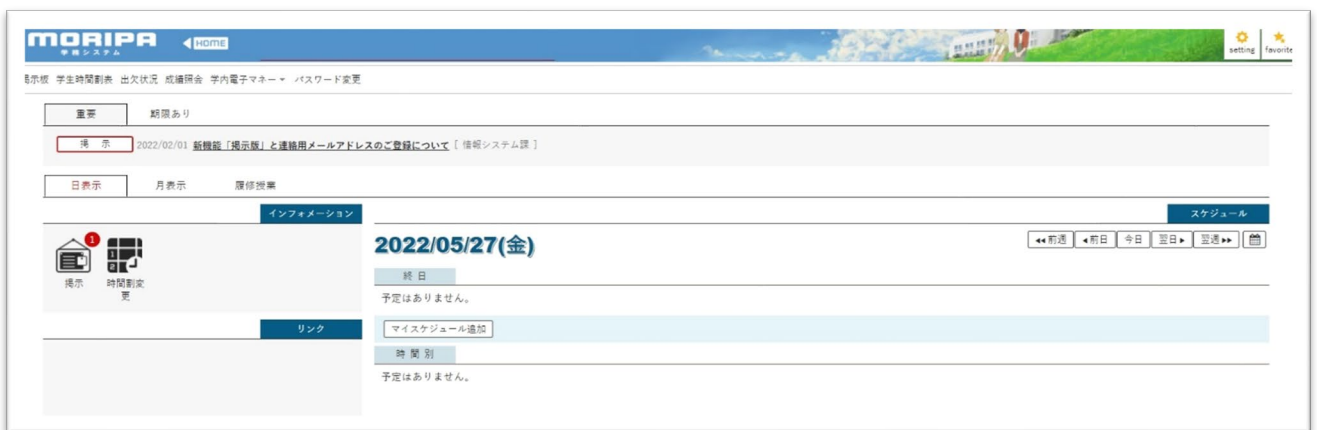 MORIPA
学務システム
HOME
setting favorite
掲示板 学生時間割表 出欠状況 成績照会 学内電子マネー パスワード変更
重要 期限あり
掲示 2022/02/01 新機能「掲示版」と連絡用メールアドレスのご登録について [ 情報システム課 ]
日表示 月表示 履修授業
インフォメーション
1
掲示 時間割変
更
リンク
スケジュール
2022/05/27(金)
前週 前日 今日 翌日 翌週
終日
予定はありません。
マイスケジュール追加
時間別
予定はありません。